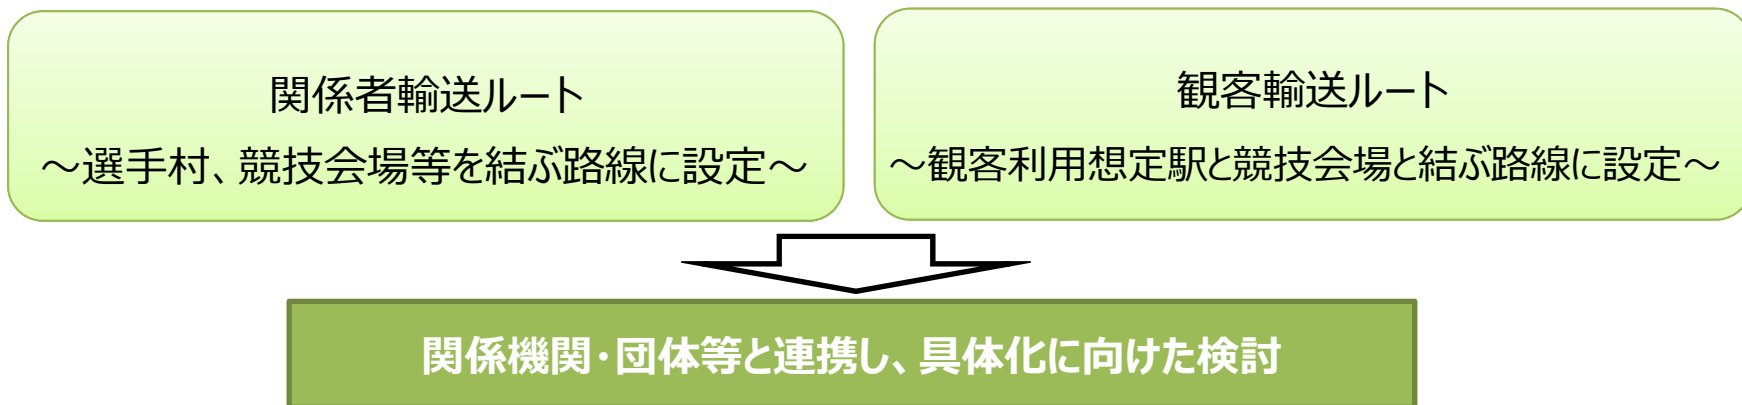 関係者輸送ルート
～選手村、競技会場等を結ぶ路線に設定～
観客輸送ルート
～観客利用想定駅と競技会場と結ぶ路線に設定～
関係機関・団体等と連携し、具体化に向けた検討